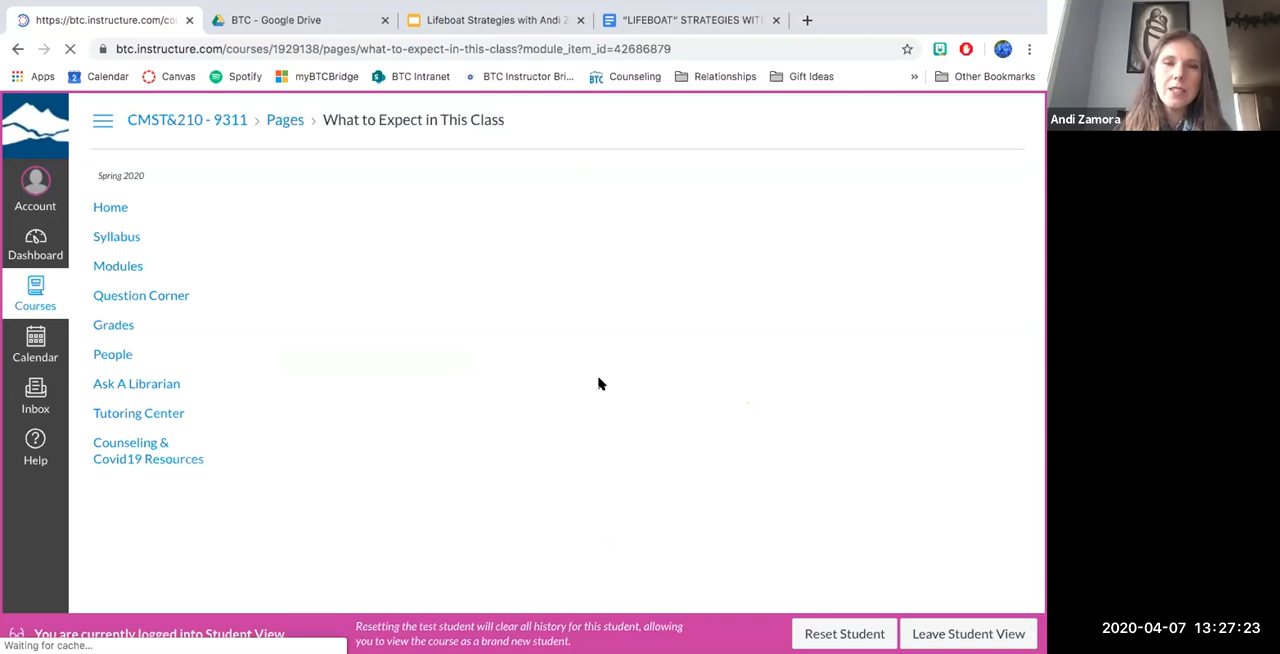 https://btc.instructure.com/co
BTC - Google Drive
Lifeboat Strategies with Andi Z
"LIFEBOAT" STRATEGIES WIT
btc.instructure.com/courses/1929138/pages/what-to-expect-in-this-class?module_item_id=42686879
Apps
Calendar
Canvas
Spotify
myBTCBridge
BTC Intranet
BTC Instructor Bri...
BTC Counseling
Relationships
Gift Ideas
»
Other Bookmarks
CMST&210 - 9311 > Pages > What to Expect in This Class
Spring 2020
Home
Syllabus
Modules
Question Corner
Grades
People
Ask A Librarian
Tutoring Center
Counseling &
Covid19 Resources
Account
Dashboard
Courses
Calendar
Inbox
Help
You are currently logged into Student View
Resetting the test student will clear all history for this student, allowing
you to view the course as a brand new student.
Reset Student
Leave Student View
Waiting for cache...
Andi Zamora
2020-04-07 13:27:23